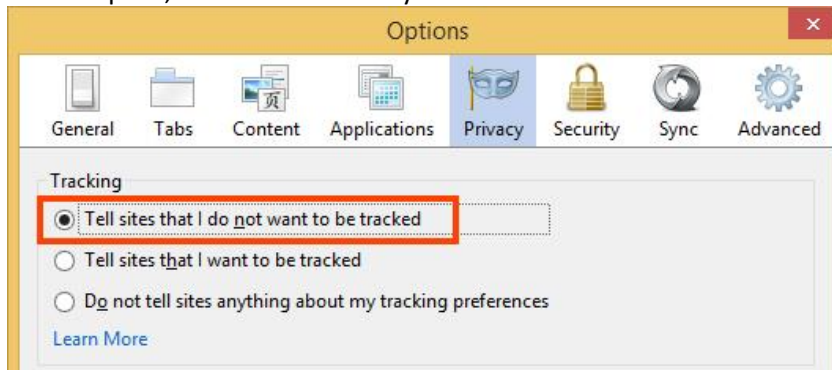 Options
General Tabs Content Applications Privacy Security Sync Advanced
Tracking
Tell sites that I do not want to be tracked
Tell sites that I want to be tracked
Do not tell sites anything about my tracking preferences
Learn More